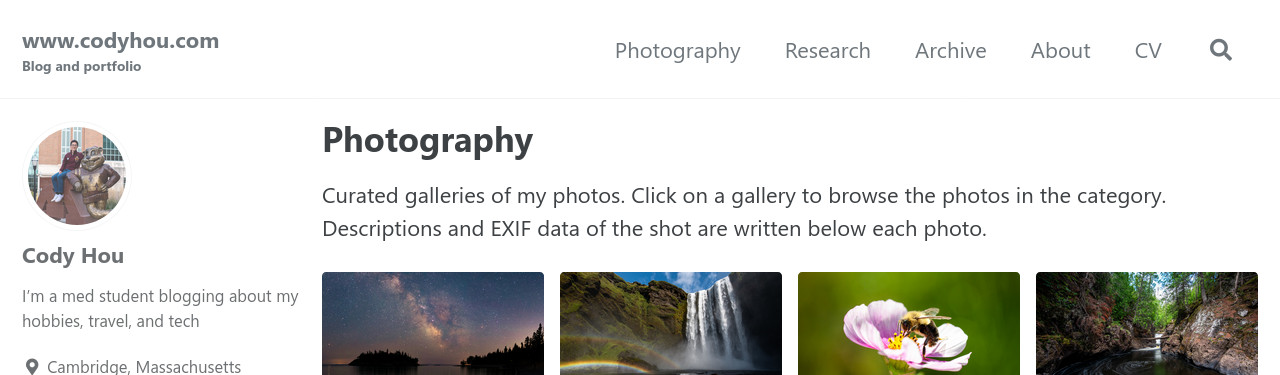 www.codyhou.com
Blog and portfolio
Photography
Research
Archive
About
CV
Cody Hou
I’m a med student blogging about my
hobbies, travel, and tech
Cambridge, Massachusetts
Photography
Curated galleries of my photos. Click on a gallery to browse the photos in the category.
Descriptions and EXIF data of the shot are written below each photo.